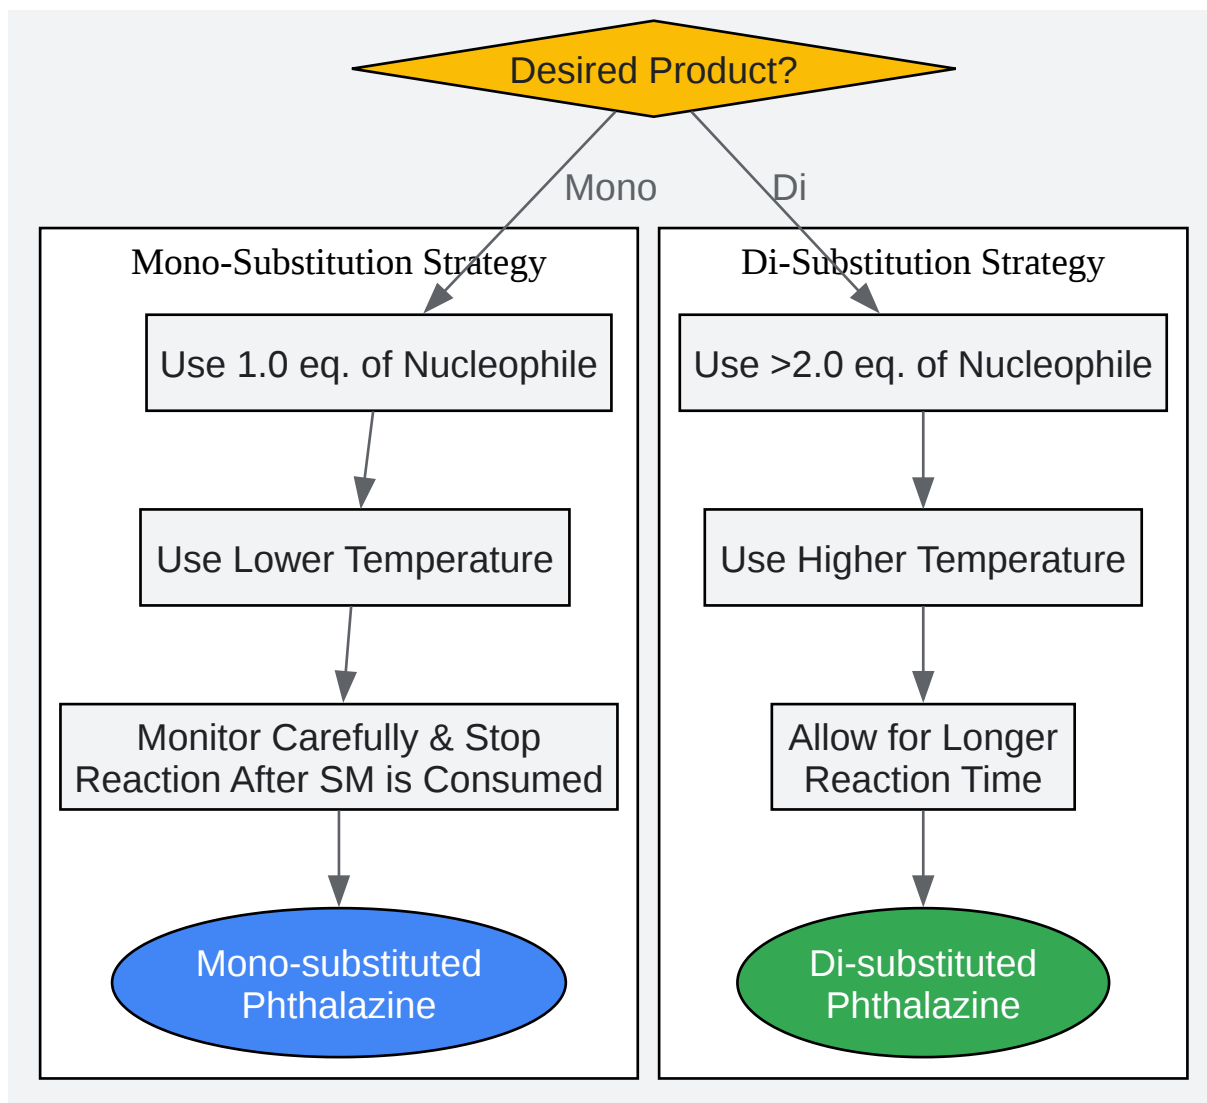 Desired Product?
Mono
Di
Mono-Substitution Strategy
Use 1.0 eq. of Nucleophile
Use Lower Temperature
Monitor Carefully & Stop
Reaction After SM is Consumed
Mono-substituted
Phthalazine
Di-Substitution Strategy
Use >2.0 eq. of Nucleophile
Use Higher Temperature
Allow for Longer
Reaction Time
Di-substituted
Phthalazine